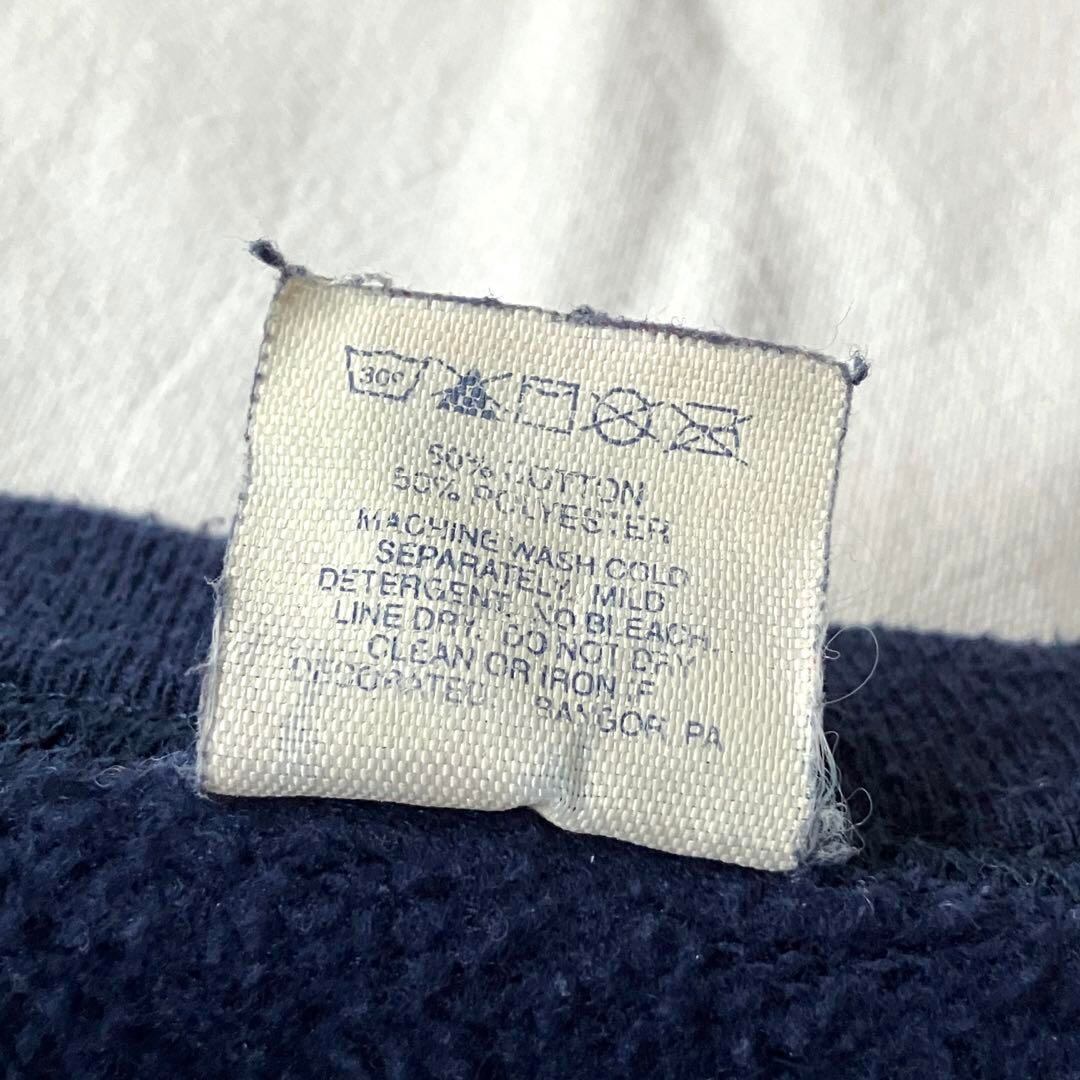 30°
50% COTTON
50% POLYESTER
MACHINE WASH COLD
SEPARATELY, MILD
DETERGENT. NO BLEACH.
LINE DRY. DO NOT DRY
CLEAN OR IRON IF
DECORATED. BANGOR, PA